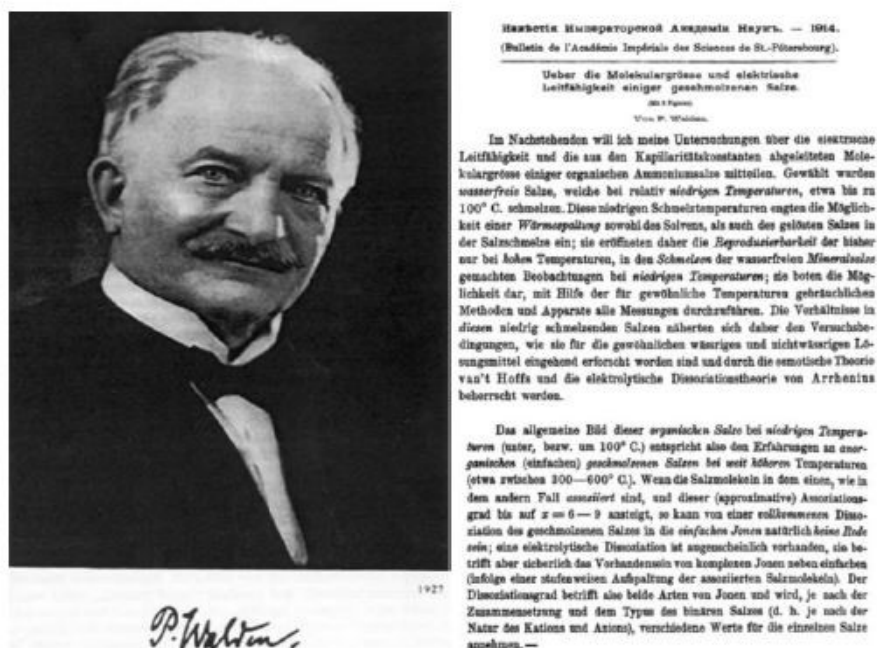 1927
P. Walden.
Извѣстія Императорской Академіи Наукъ. — 1914.
(Bulletin de l'Académie Impériale des Sciences de St.-Pétersbourg).
Ueber die Molekulargrösse und elektrische
Leitfähigkeit einiger geschmolzenen Salze.
Von P. Walden.
Im Nachstehenden will ich meine Untersuchungen über die elektrische
Leitfähigkeit und die aus den Kapillaritätskonstanten abgeleiteten Mole-
kulargrösse einiger organischen Ammoniumsalze mitteilen. Gewählt wurden
wasserfreie Salze, welche bei relativ niedrigen Temperaturen, etwa bis zu
100° C. schmelzen. Diese niedrigen Schmelztemperaturen engten die Möglich-
keit einer Wärmespaltung sowohl des Solvens, als auch des gelösten Salzes in
der Salzschmelze ein; sie eröffneten daher die Reproduzierbarkeit der bisher
nur bei hohen Temperaturen, in den Schmelzen der wasserfreien Mineralsalze
gemachten Beobachtungen bei niedrigen Temperaturen; sie boten die Mög-
lichkeit dar, mit Hilfe der für gewöhnliche Temperaturen gebräuchlichen
Methoden und Apparate alle Messungen durchzuführen. Die Verhältnisse in
diesen niedrig schmelzenden Salzen näherten sich daher den Versuchsbe-
dingungen, wie sie für die gewöhnlichen wässrigen und nichtwässrigen Lö-
sungsmittel eingehend erforscht worden sind und durch die osmotische Theorie
van't Hoffs und die elektrolytische Dissoziationstheorie von Arrhenius
beherrscht werden.
Das allgemeine Bild dieser organischen Salze bei niedrigen Tempera-
turen (unter, bezw. um 100° C.) entspricht also den Erfahrungen an anor-
ganischen (einfachen) geschmolzenen Salzen bei weit höheren Temperaturen
(etwa zwischen 300—600° C.). Wenn die Salzmolekeln in dem einen, wie in
dem andern Fall assoziiert sind, und dieser (approximative) Assoziations-
grad bis auf x = 6 — 9 ansteigt, so kann von einer vollkommenen Disso-
ziation des geschmolzenen Salzes in die einfachen Jonen natürlich keine Rede
sein; eine elektrolytische Dissoziation ist augenscheinlich vorhanden, sie be-
trifft aber sicherlich das Vorhandensein von komplexen Jonen neben einfachen
(infolge einer stufenweisen Aufspaltung der assoziierten Salzmolekeln). Der
Dissoziationsgrad betrifft also beide Arten von Jonen und wird, je nach der
Zusammensetzung und dem Typus des binären Salzes (d. h. je nach der
Natur des Kations und Anions), verschiedene Werte für die einzelnen Salze
annehmen. —